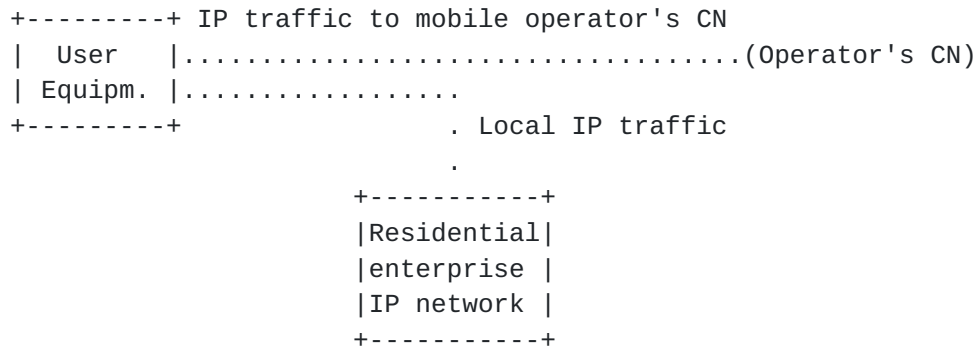 +---------+ IP traffic to mobile operator's CN
|  User   |....................................(Operator's CN)
| Equipm. |..................
+---------+                 . Local IP traffic
                            .
                      +-----------+
                      |Residential|
                      |enterprise |
                      |IP network |
                      +-----------+